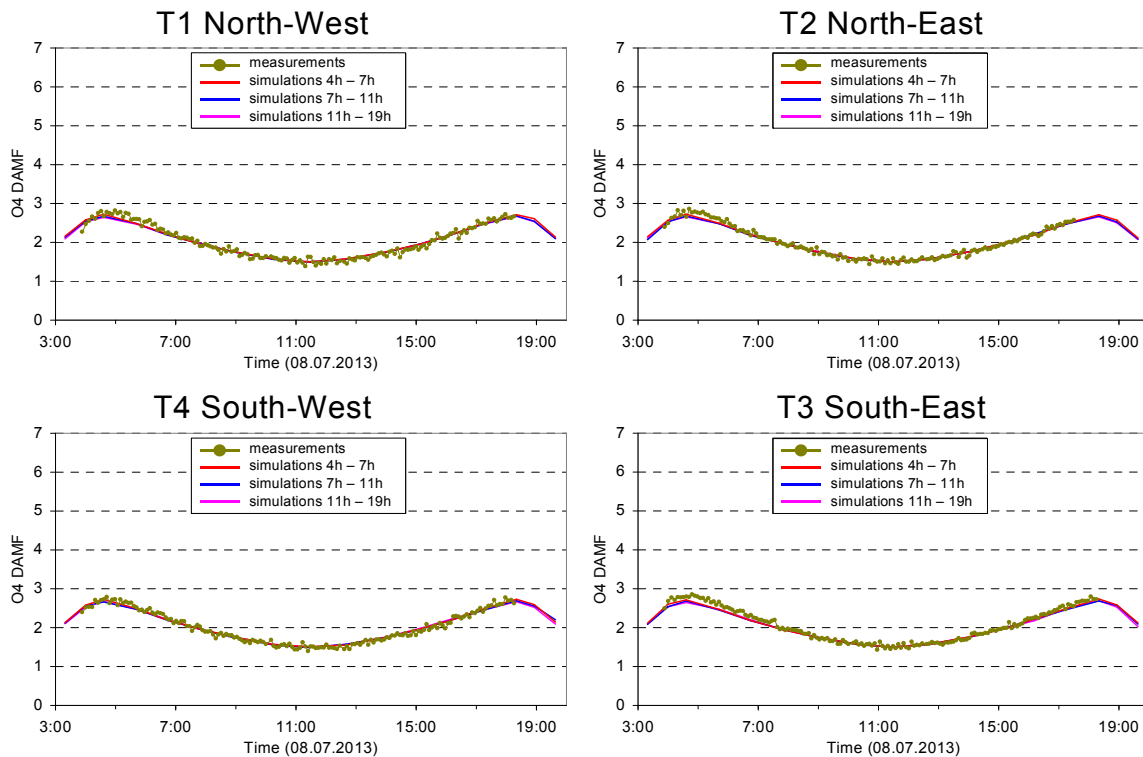 T1 North-West
7
6
5
4
3
2
1
0
O4 DAMF
measurements
simulations 4h – 7h
simulations 7h – 11h
simulations 11h – 19h
3:00 7:00 11:00 15:00 19:00
Time (08.07.2013)
T2 North-East
7
6
5
4
3
2
1
0
O4 DAMF
measurements
simulations 4h – 7h
simulations 7h – 11h
simulations 11h – 19h
3:00 7:00 11:00 15:00 19:00
Time (08.07.2013)
T4 South-West
7
6
5
4
3
2
1
0
O4 DAMF
measurements
simulations 4h – 7h
simulations 7h – 11h
simulations 11h – 19h
3:00 7:00 11:00 15:00 19:00
Time (08.07.2013)
T3 South-East
7
6
5
4
3
2
1
0
O4 DAMF
measurements
simulations 4h – 7h
simulations 7h – 11h
simulations 11h – 19h
3:00 7:00 11:00 15:00 19:00
Time (08.07.2013)